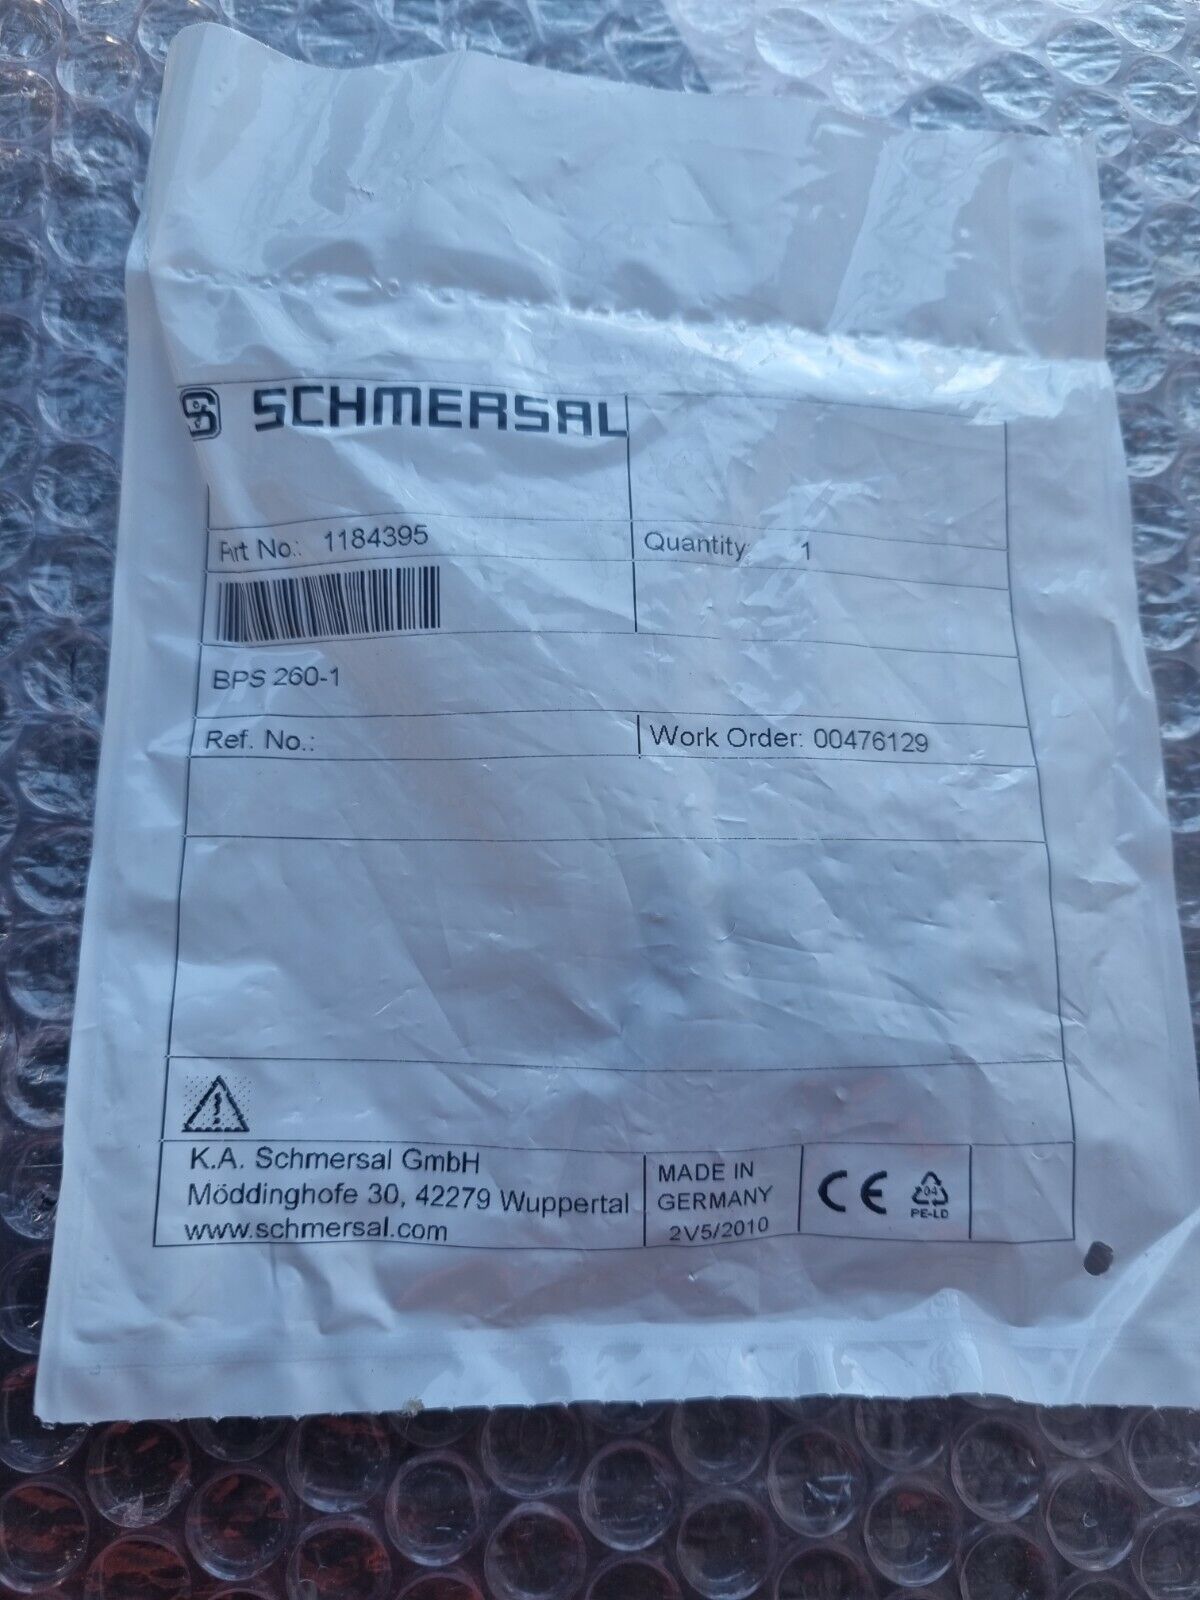 SCHMERSAL
Part No.: 1184395
Quantity: 1
BPS 260-1
Ref. No.:
Work Order: 00476129
K.A. Schmersal GmbH
Möddinghofe 30, 42279 Wuppertal
www.schmersal.com
MADE IN
GERMANY
2V5/2010
CE
04
PE-LD